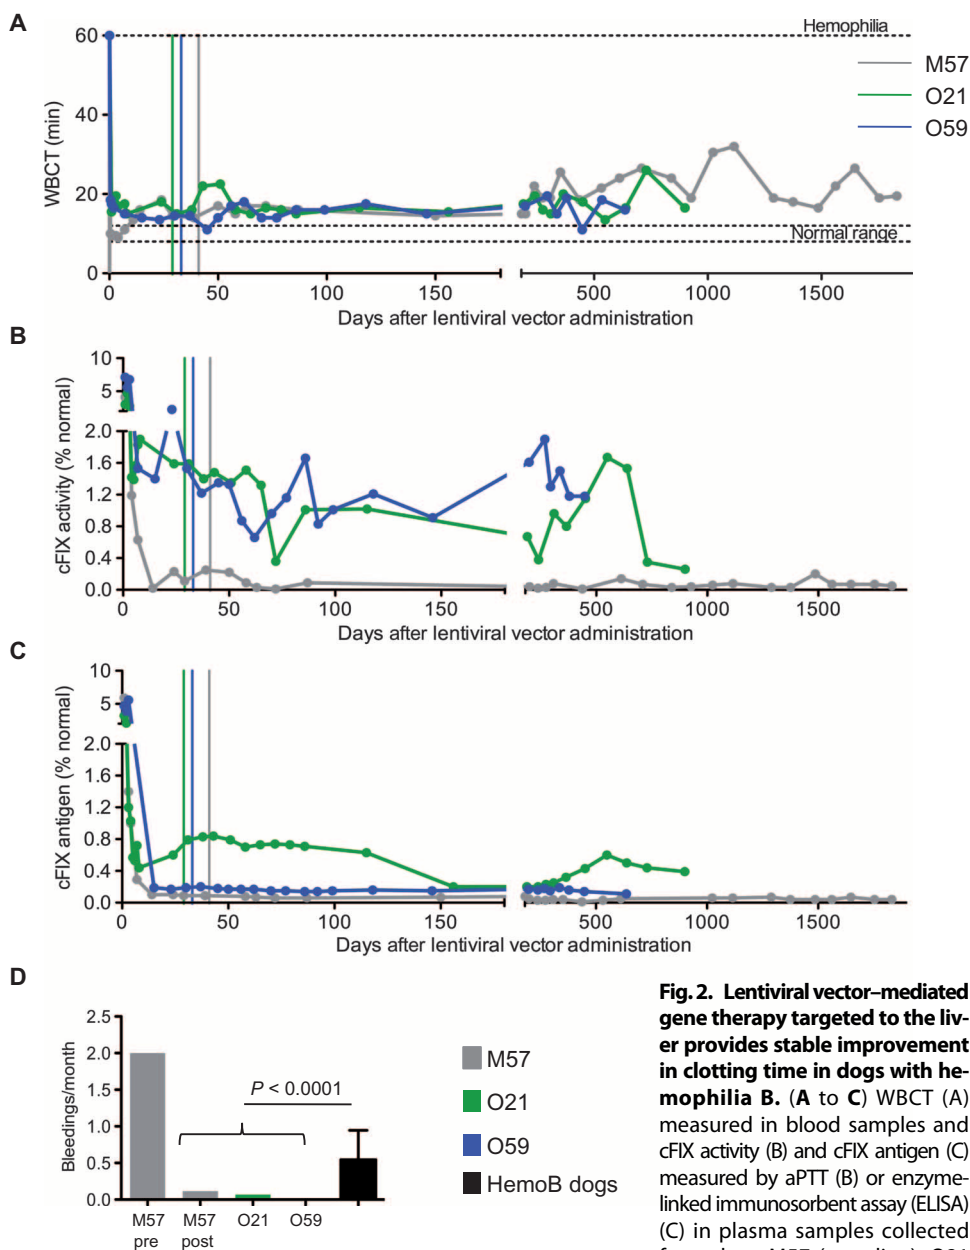 A
Hemophilia
60
40
20
0
WBCT (min)
M57
O21
O59
Normal range
0 50 100 150 500 1000 1500
Days after lentiviral vector administration
B
10
5
2.0
1.6
1.2
0.8
0.4
0.0
cFIX activity (% normal)
0 50 100 150 500 1000 1500
Days after lentiviral vector administration
C
10
5
2.0
1.6
1.2
0.8
0.4
0.0
cFIX antigen (% normal)
0 50 100 150 500 1000 1500
Days after lentiviral vector administration
D
2.5
2.0
1.5
1.0
0.5
0.0
Bleedings/month
P < 0.0001
M57 M57 O21 O59
pre post
M57
O21
O59
HemoB dogs
Fig. 2. Lentiviral vector–mediated
gene therapy targeted to the liv-
er provides stable improvement
in clotting time in dogs with he-
mophilia B. (A to C) WBCT (A)
measured in blood samples and
cFIX activity (B) and cFIX antigen (C)
measured by aPTT (B) or enzyme-
linked immunosorbent assay (ELISA)
(C) in plasma samples collected